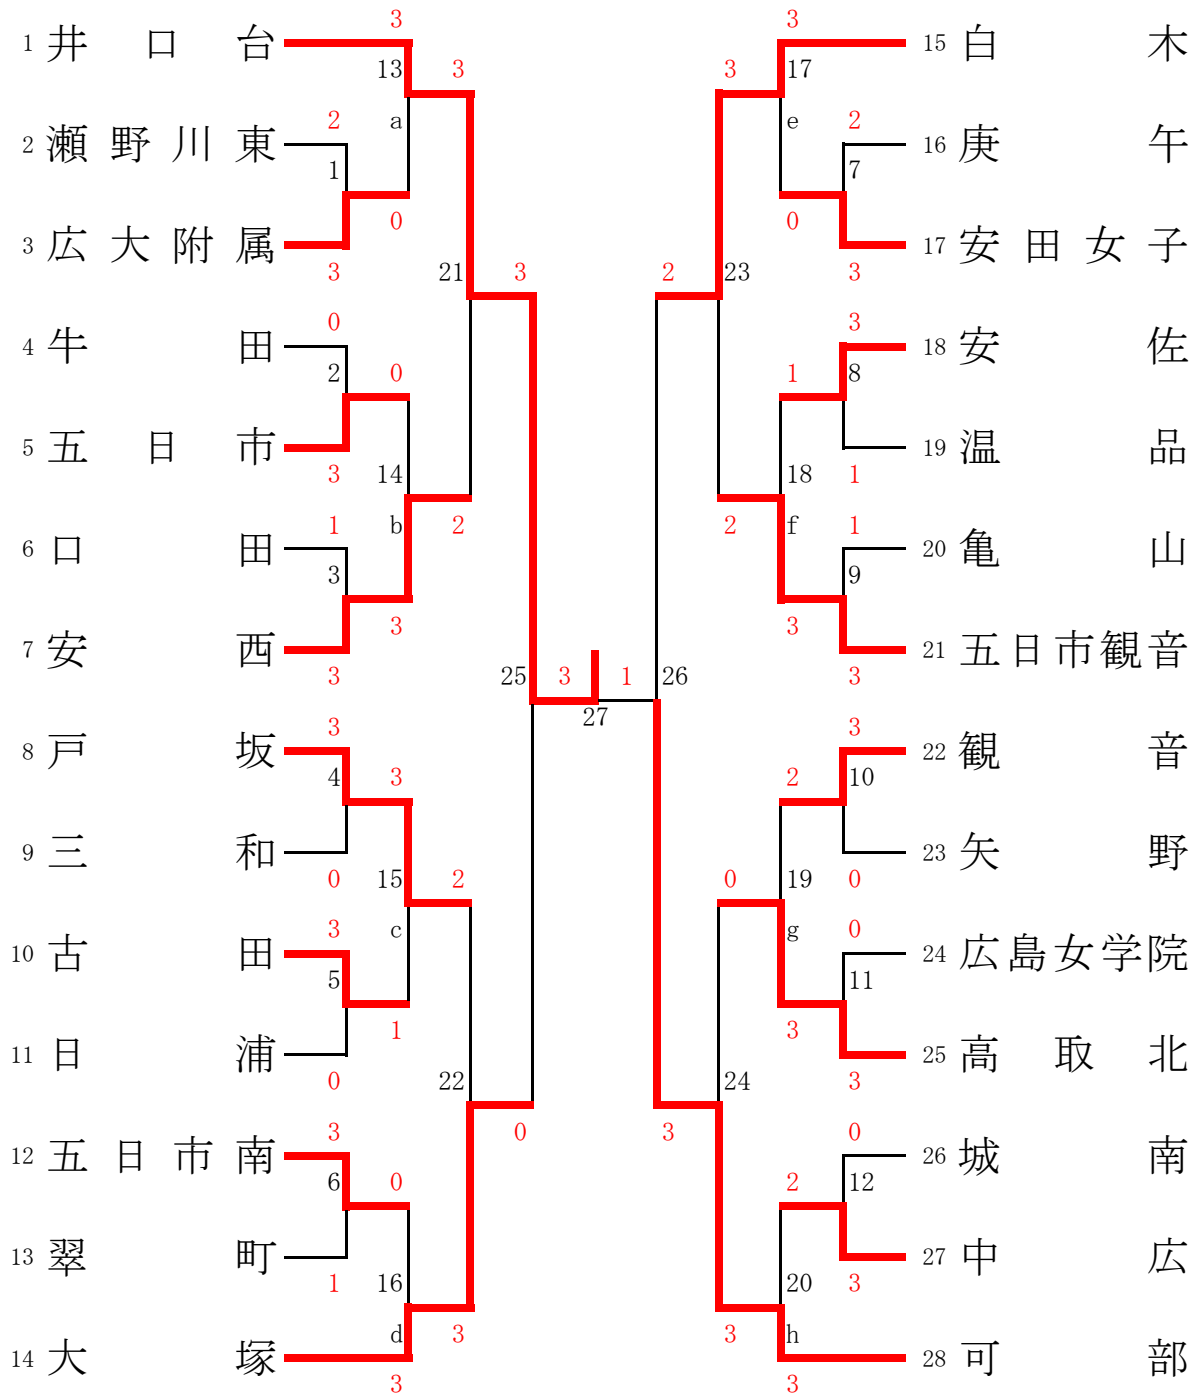 3 3
1 井口台 15 白木
13 3 3 17
2 a e 2
2 瀬野川東 16 庚午
1 7
0 0
3 広大附属 17 安田女子
3 21 3 2 23 3
0 3
4 牛田 18 安佐
2 0 1 8
5 五日市 19 温品
3 14 18 1
1 b 2 2 f 1
6 口田 20 亀山
3 9
3 3
7 安西 21 五日市観音
3 25 3 1 26 3
27
3 3
8 戸坂 22 観音
4 3 2 10
9 三和 23 矢野
0 15 2 0 19 0
3 c g 0
10 古田 24 広島女学院
5 11
1 3
11 日浦 25 高取北
0 22 24 3
3 0 3 0
12 五日市南 26 城南
6 0 2 12
13 翠町 27 中広
1 16 20 3
d 3 3 h
14 大塚 28 可部
3 3